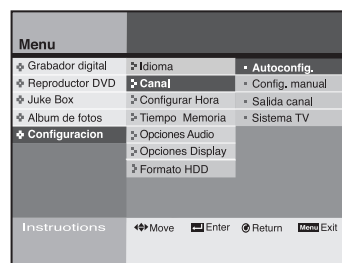 Menu
Grabador digital
Reproductor DVD
Juke Box
Album de fotos
Configuracion
Idioma
Canal
Configurar Hora
Tiempo Memoria
Opciones Audio
Opciones Display
Formato HDD
Autoconfig.
Config. manual
Salida canal
Sistema TV
Instructions Move Enter Return Menu Exit